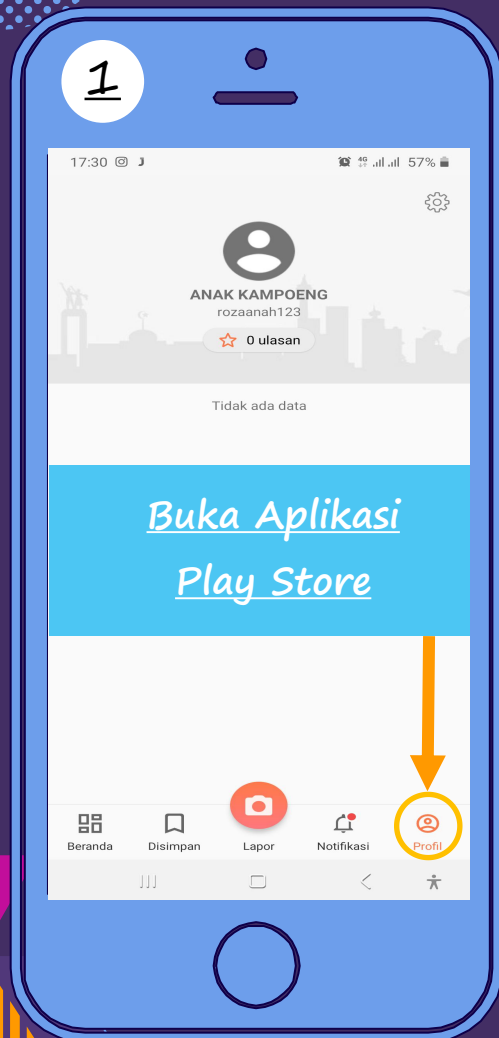 1
17:30
4G
57%
ANAK KAMPOENG
rozaanah123
0 ulasan
Tidak ada data
Buka Aplikasi
Play Store
Beranda Disimpan Lapor Notifikasi Profil